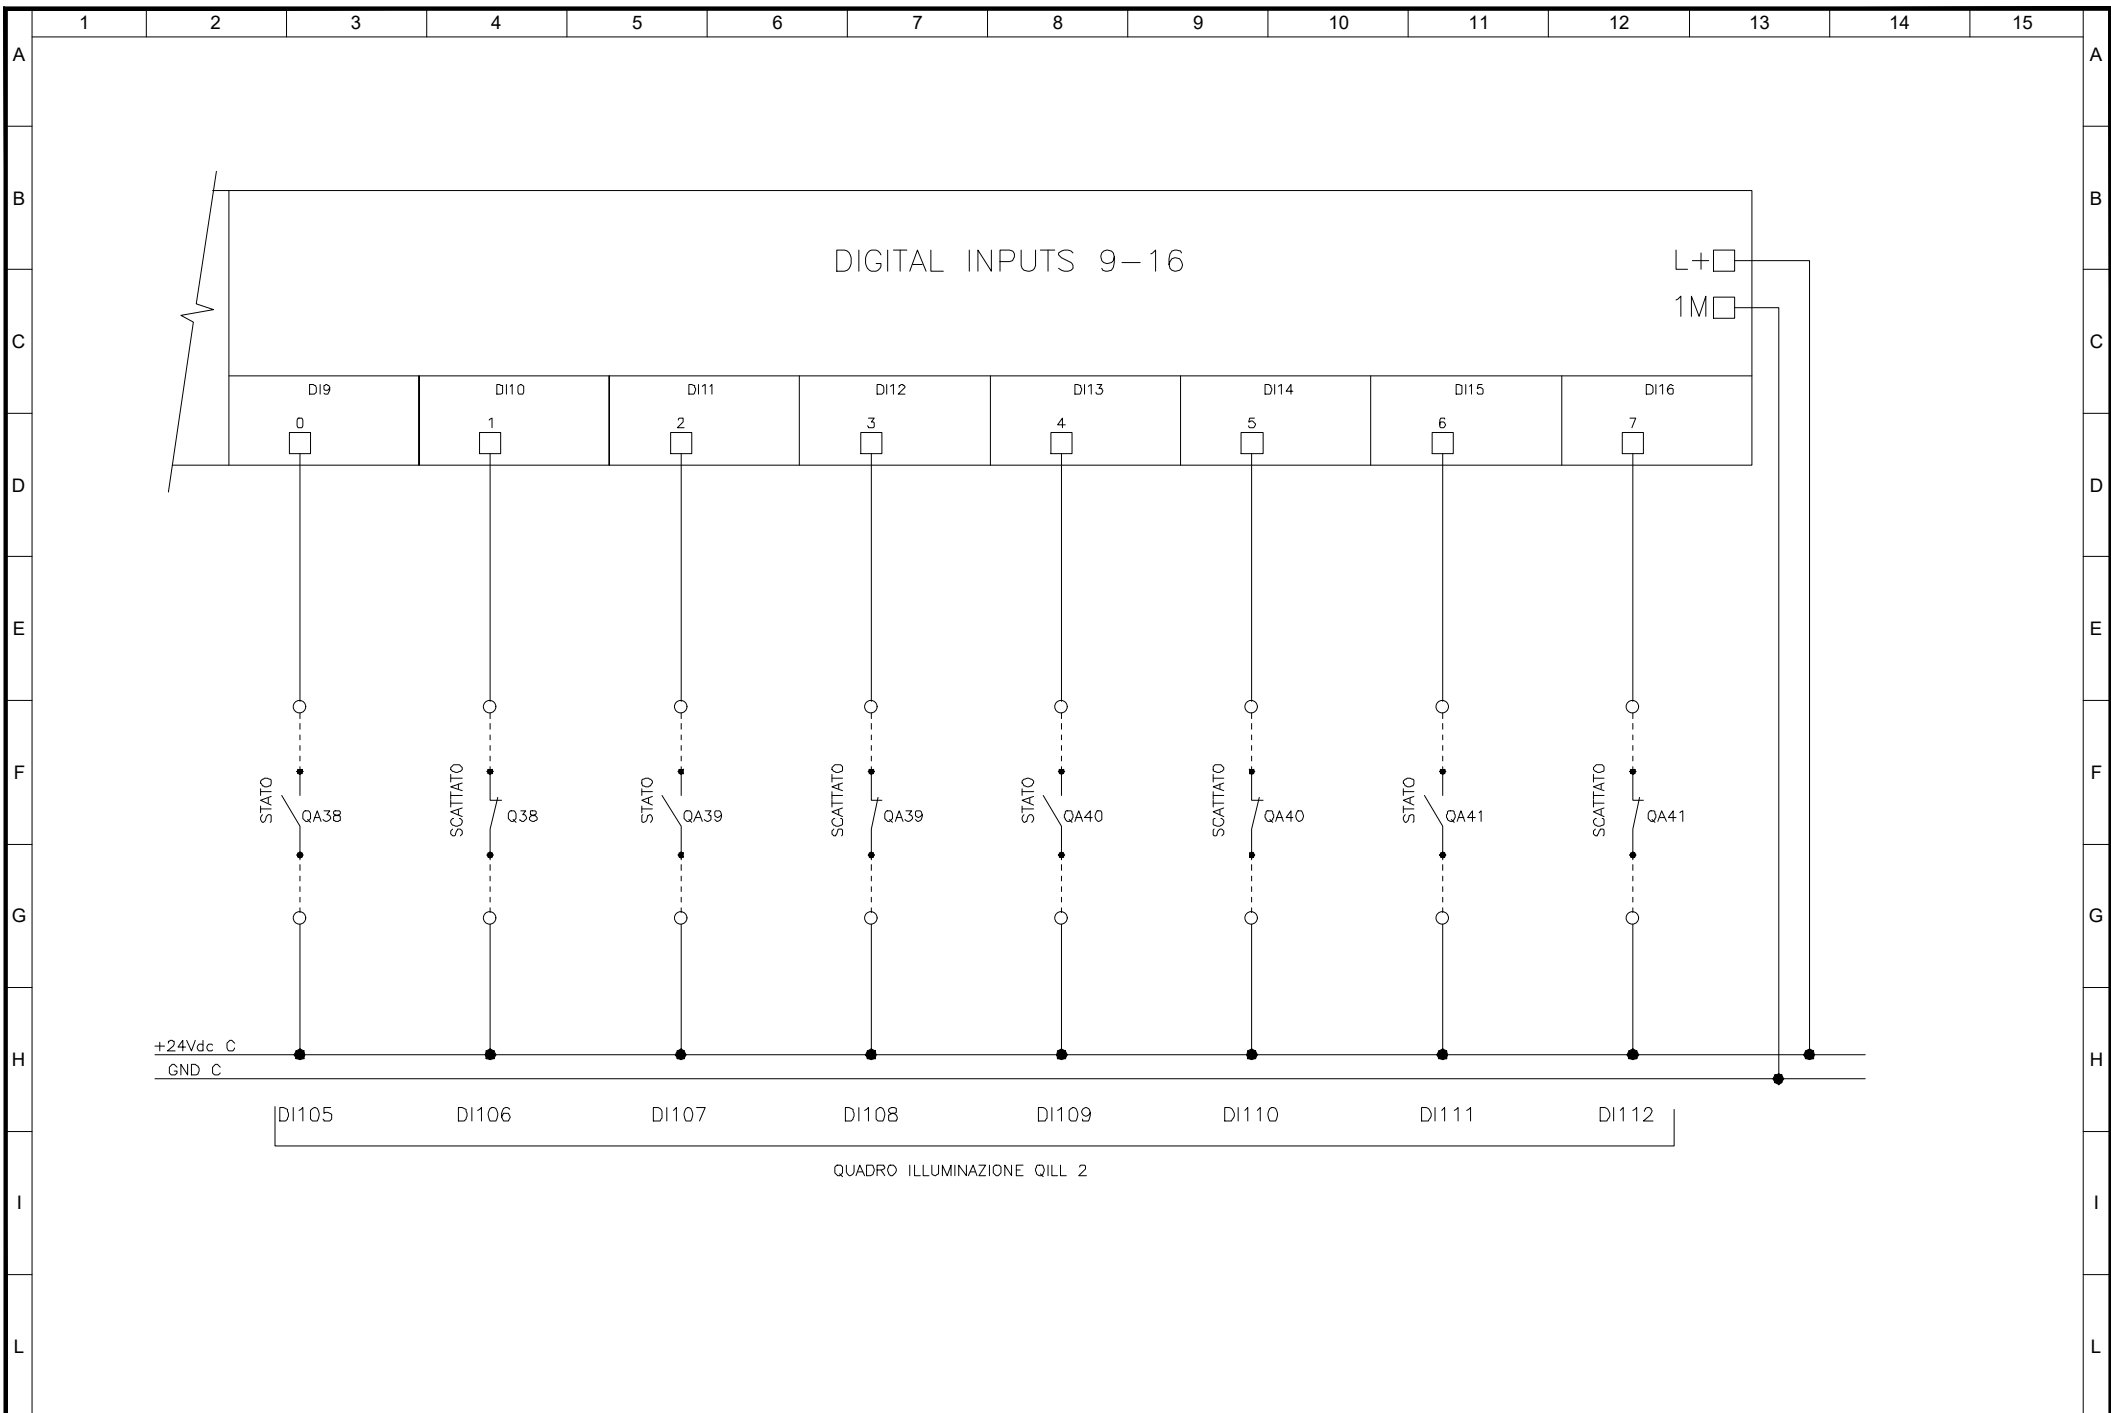 1 2 3 4 5 6 7 8 9 10 11 12 13 14 15
A A
B B
DIGITAL INPUTS 9-16
L+
1M
C C
DI9 DI10 DI11 DI12 DI13 DI14 DI15 DI16
0 1 2 3 4 5 6 7
D D
E E
F F
STATO SCATTATO STATO SCATTATO STATO SCATTATO STATO SCATTATO
QA38 Q38 QA39 QA39 QA40 QA40 QA41 QA41
G G
+24Vdc C
H H
GND C
DI105 DI106 DI107 DI108 DI109 DI110 DI111 DI112
QUADRO ILLUMINAZIONE QILL 2
I I
L L